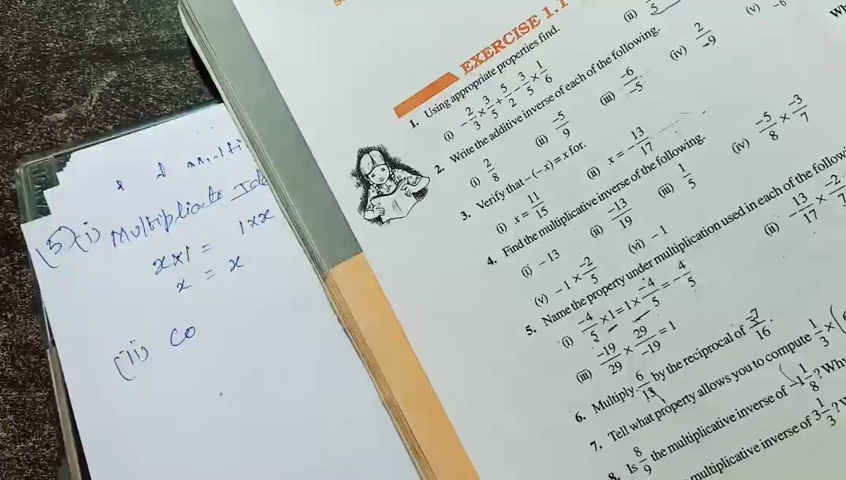 (5) (i) Multiplicate Ide
x×1 = 1×x
x = x
(ii) Co
EXERCISE 1.1
1. Using appropriate properties find.
(i) -2/3 × 3/5 + 5/2 - 3/5 × 1/6
(ii)
2. Write the additive inverse of each of the following.
(i) 2/8 (ii) -5/9 (iii) -6/-5 (iv) 2/-9 (v)
3. Verify that -(-x) = x for.
(i) x = 11/15 (ii) x = -13/17
4. Find the multiplicative inverse of the following.
(i) -13 (ii) -13/19 (iii) 1/5 (iv) -5/8 × -3/7
(v) -1 × -2/5 (vi) -1
5. Name the property under multiplication used in each of the
(i) -4/5 × 1 = 1 × -4/5 = -4/5 (ii) -13/17 × -2/7
(iii) -19/29 × 29/-19 = 1
6. Multiply 6/13 by the reciprocal of -7/16.
7. Tell what property allows you to compute 1/3 × (
8. Is 8/9 the multiplicative inverse of -1 1/8? Why
multiplicative inverse of 3 1/3?